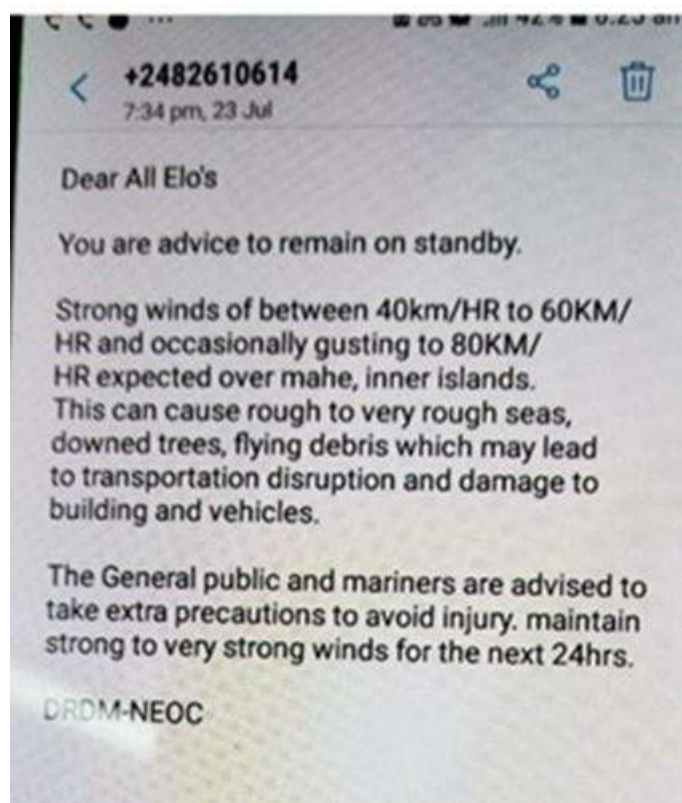 +2482610614
7:34 pm, 23 Jul
Dear All Elo's
You are advice to remain on standby.
Strong winds of between 40km/HR to 60KM/
HR and occasionally gusting to 80KM/
HR expected over mahe, inner islands.
This can cause rough to very rough seas,
downed trees, flying debris which may lead
to transportation disruption and damage to
building and vehicles.
The General public and mariners are advised to
take extra precautions to avoid injury. maintain
strong to very strong winds for the next 24hrs.
DRDM-NEOC